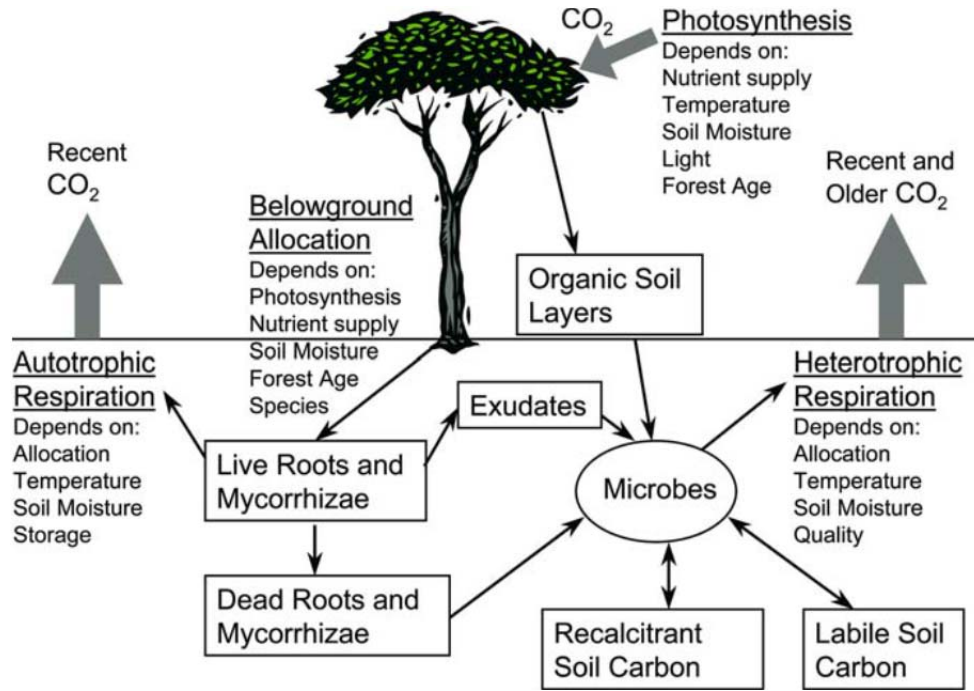 CO2
Photosynthesis
Depends on:
Nutrient supply
Temperature
Soil Moisture
Light
Forest Age
Recent
CO2
Belowground
Allocation
Depends on:
Photosynthesis
Nutrient supply
Soil Moisture
Forest Age
Species
Organic Soil
Layers
Recent and
Older CO2
Autotrophic
Respiration
Depends on:
Allocation
Temperature
Soil Moisture
Storage
Live Roots and
Mycorrhizae
Exudates
Microbes
Heterotrophic
Respiration
Depends on:
Allocation
Temperature
Soil Moisture
Quality
Dead Roots and
Mycorrhizae
Recalcitrant
Soil Carbon
Labile Soil
Carbon